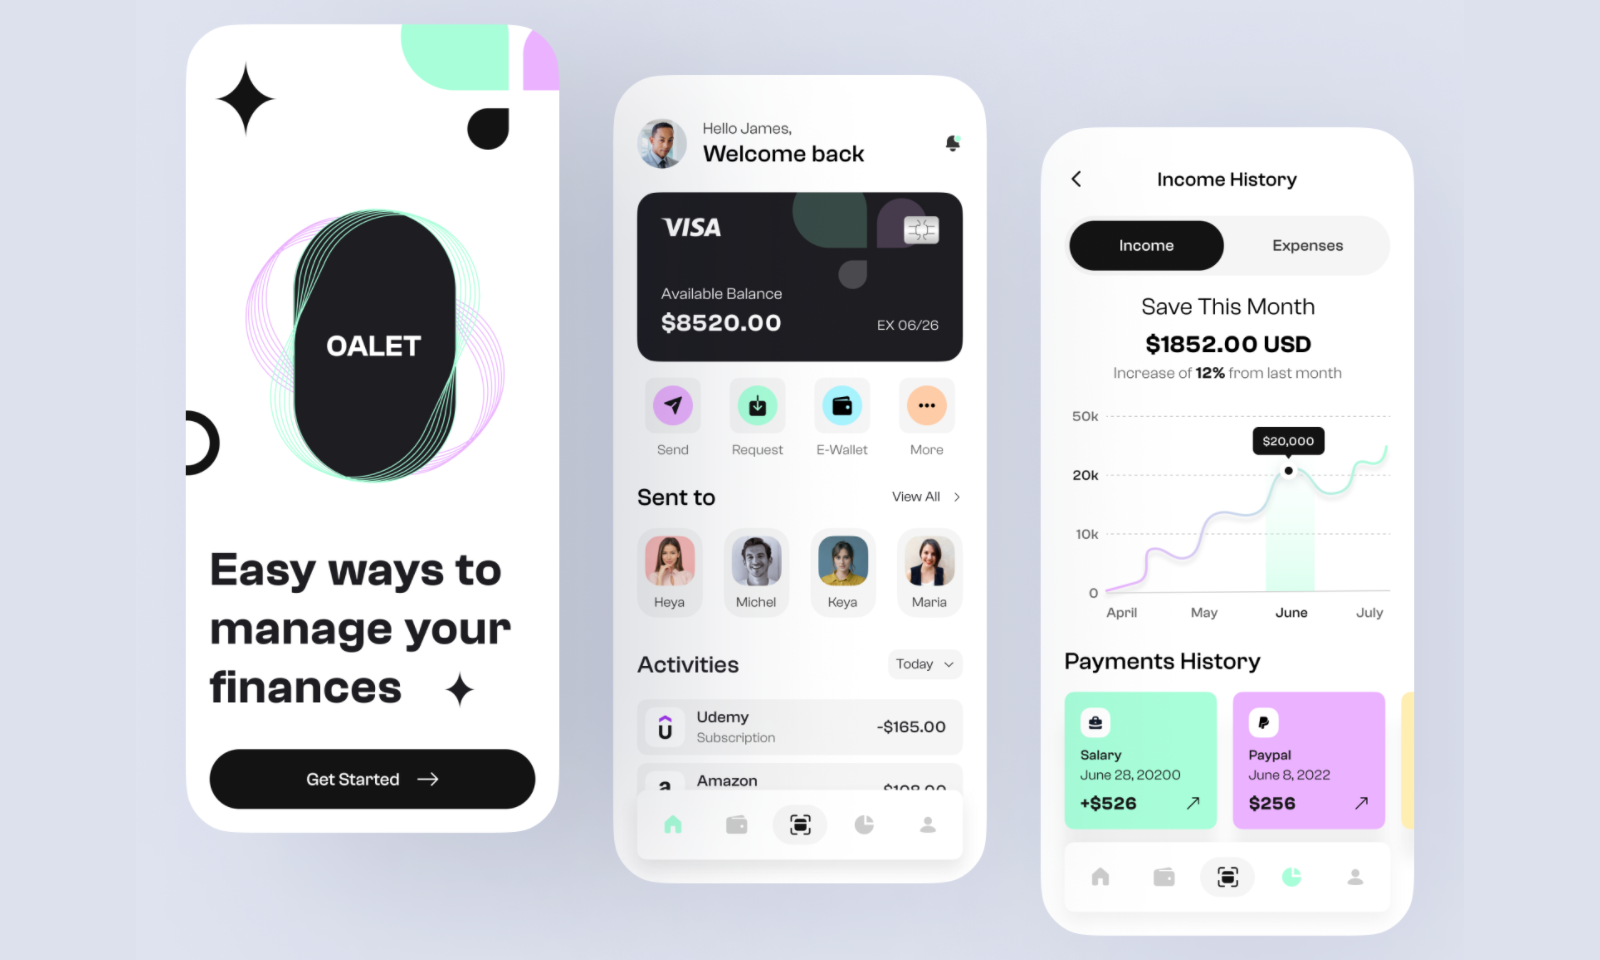 OALET
Easy ways to
manage your
finances
Get Started
Hello James,
Welcome back
VISA
Available Balance
$8520.00
EX 06/26
Send
Request
E-Wallet
More
Sent to
View All
Heya
Michel
Keya
Maria
Activities
Today
Udemy
Subscription
-$165.00
Amazon
Income History
Income
Expenses
Save This Month
$1852.00 USD
Increase of 12% from last month
50k
$20,000
20k
10k
0
April
May
June
July
Payments History
Salary
June 28, 20200
+$526
Paypal
June 8, 2022
$256